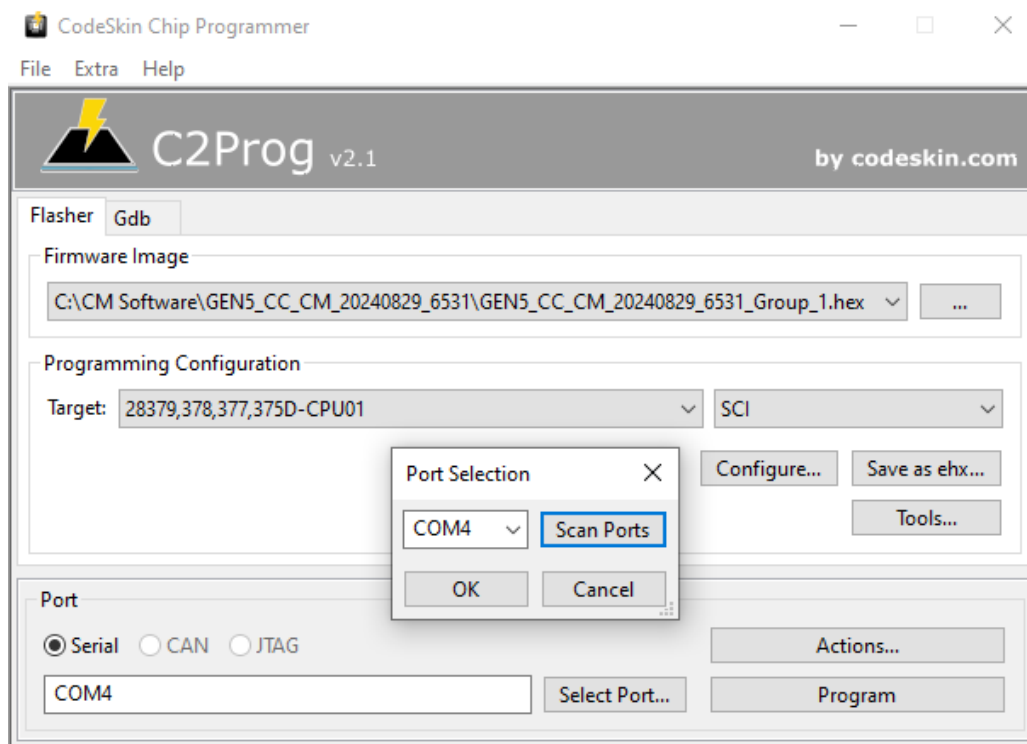 CodeSkin Chip Programmer
File Extra Help
C2Prog v2.1
by codeskin.com
Flasher Gdb
Firmware Image
C:\CM Software\GEN5_CC_CM_20240829_6531\GEN5_CC_CM_20240829_6531_Group_1.hex ...
Programming Configuration
Target: 28379,378,377,375D-CPU01 SCI
Configure... Save as ehx...
Tools...
Port Selection
COM4 Scan Ports
OK Cancel
Port
Serial CAN JTAG Actions...
COM4 Select Port... Program